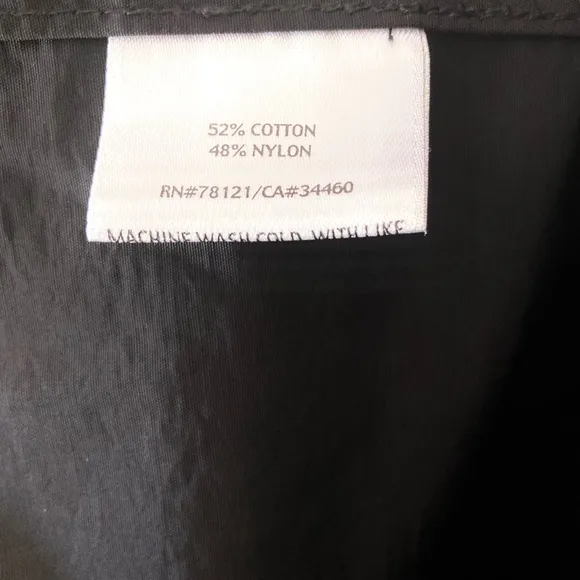 52% COTTON
48% NYLON
RN#78121/CA#34460
MACHINE WASH COLD, WITH LIKE